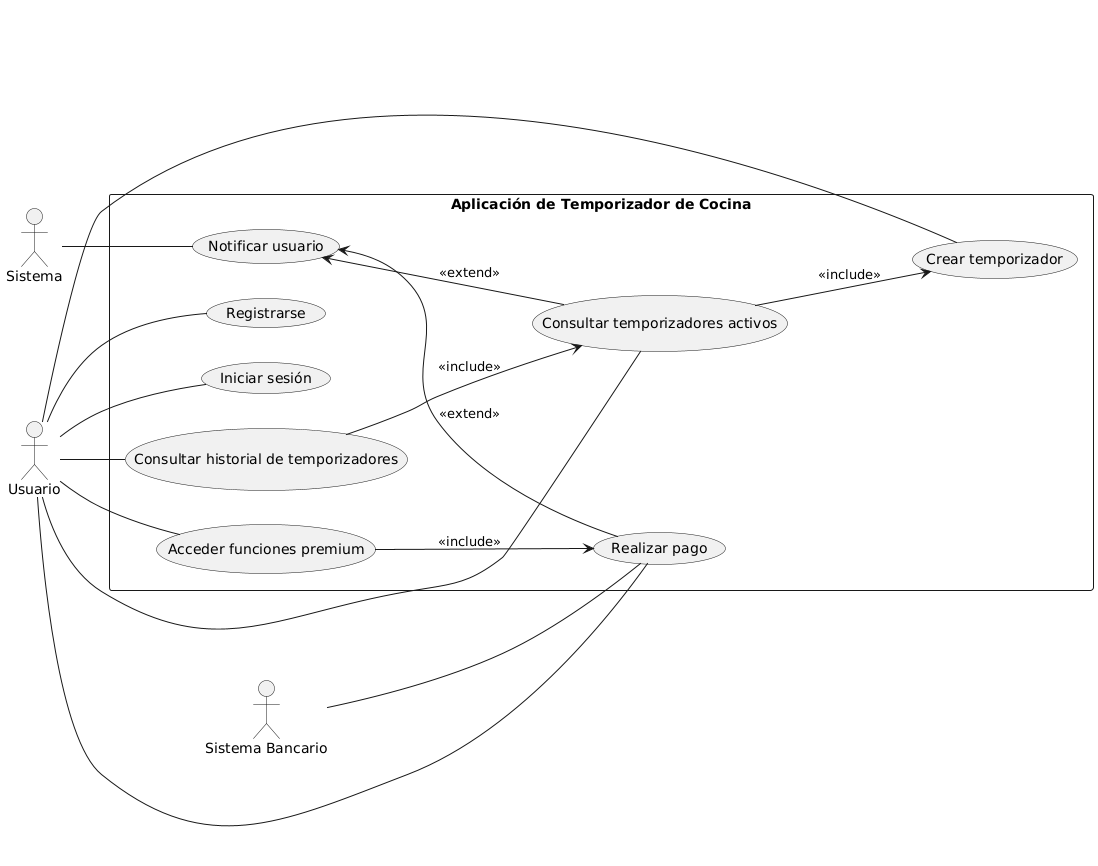 Aplicación de Temporizador de Cocina
Sistema
Notificar usuario
«extend»
«include»
Crear temporizador
Registrarse
Consultar temporizadores activos
Iniciar sesión
«include»
«extend»
Usuario
Consultar historial de temporizadores
Acceder funciones premium
«include»
Realizar pago
Sistema Bancario